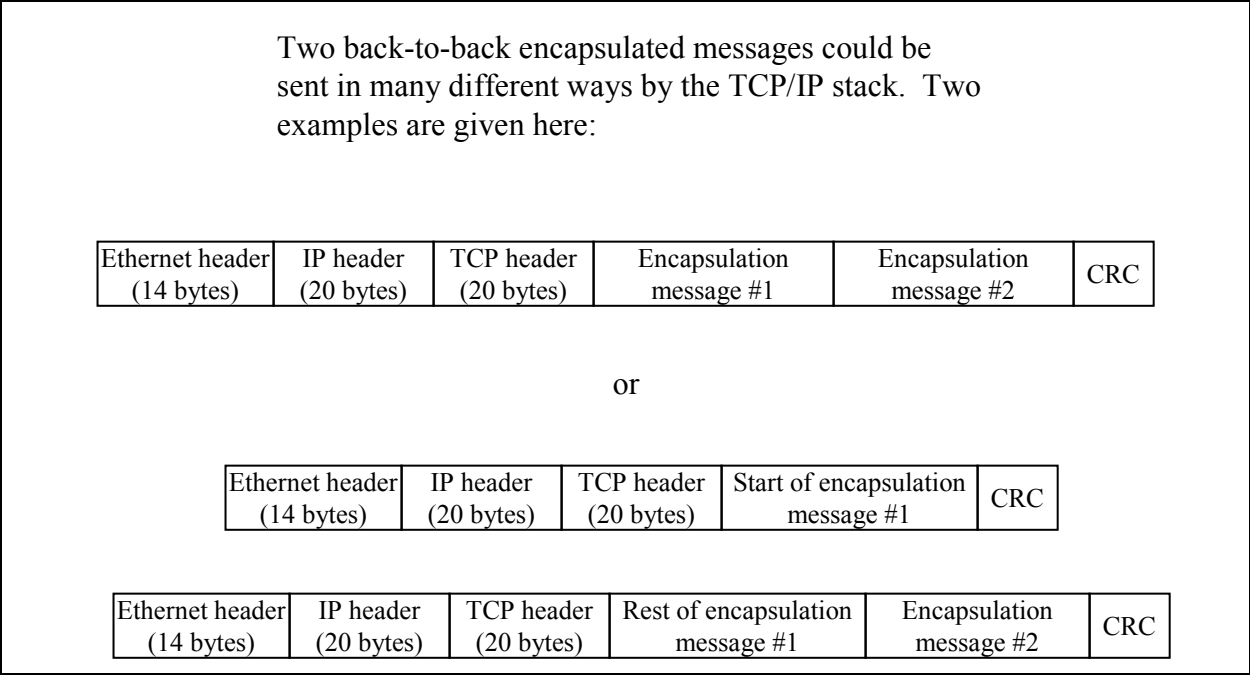 Two back-to-back encapsulated messages could be
sent in many different ways by the TCP/IP stack.  Two
examples are given here:
Ethernet header
(14 bytes)
IP header
(20 bytes)
TCP header
(20 bytes)
Encapsulation
message #1
Encapsulation
message #2
CRC
or
Ethernet header
(14 bytes)
IP header
(20 bytes)
TCP header
(20 bytes)
Start of encapsulation
message #1
CRC
Ethernet header
(14 bytes)
IP header
(20 bytes)
TCP header
(20 bytes)
Rest of encapsulation
message #1
Encapsulation
message #2
CRC